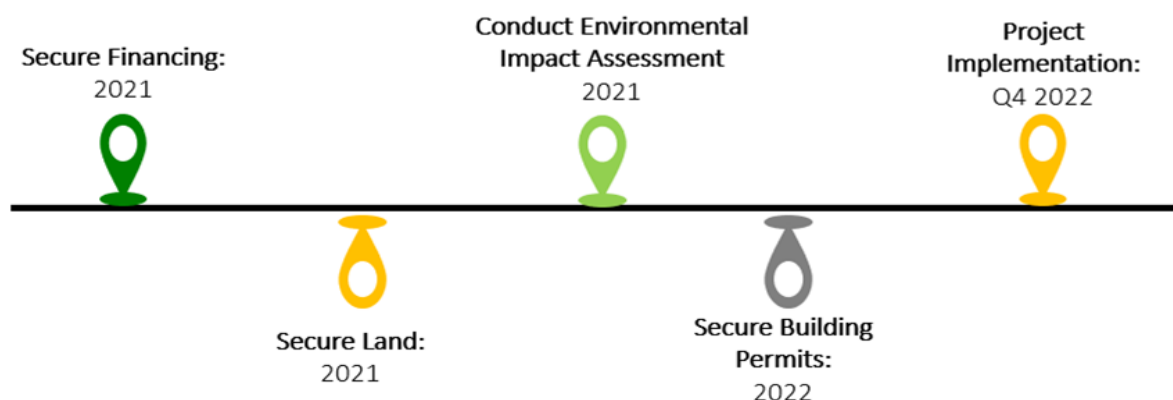 Secure Financing:
2021
Secure Land:
2021
Conduct Environmental
Impact Assessment
2021
Secure Building
Permits:
2022
Project
Implementation:
Q4 2022